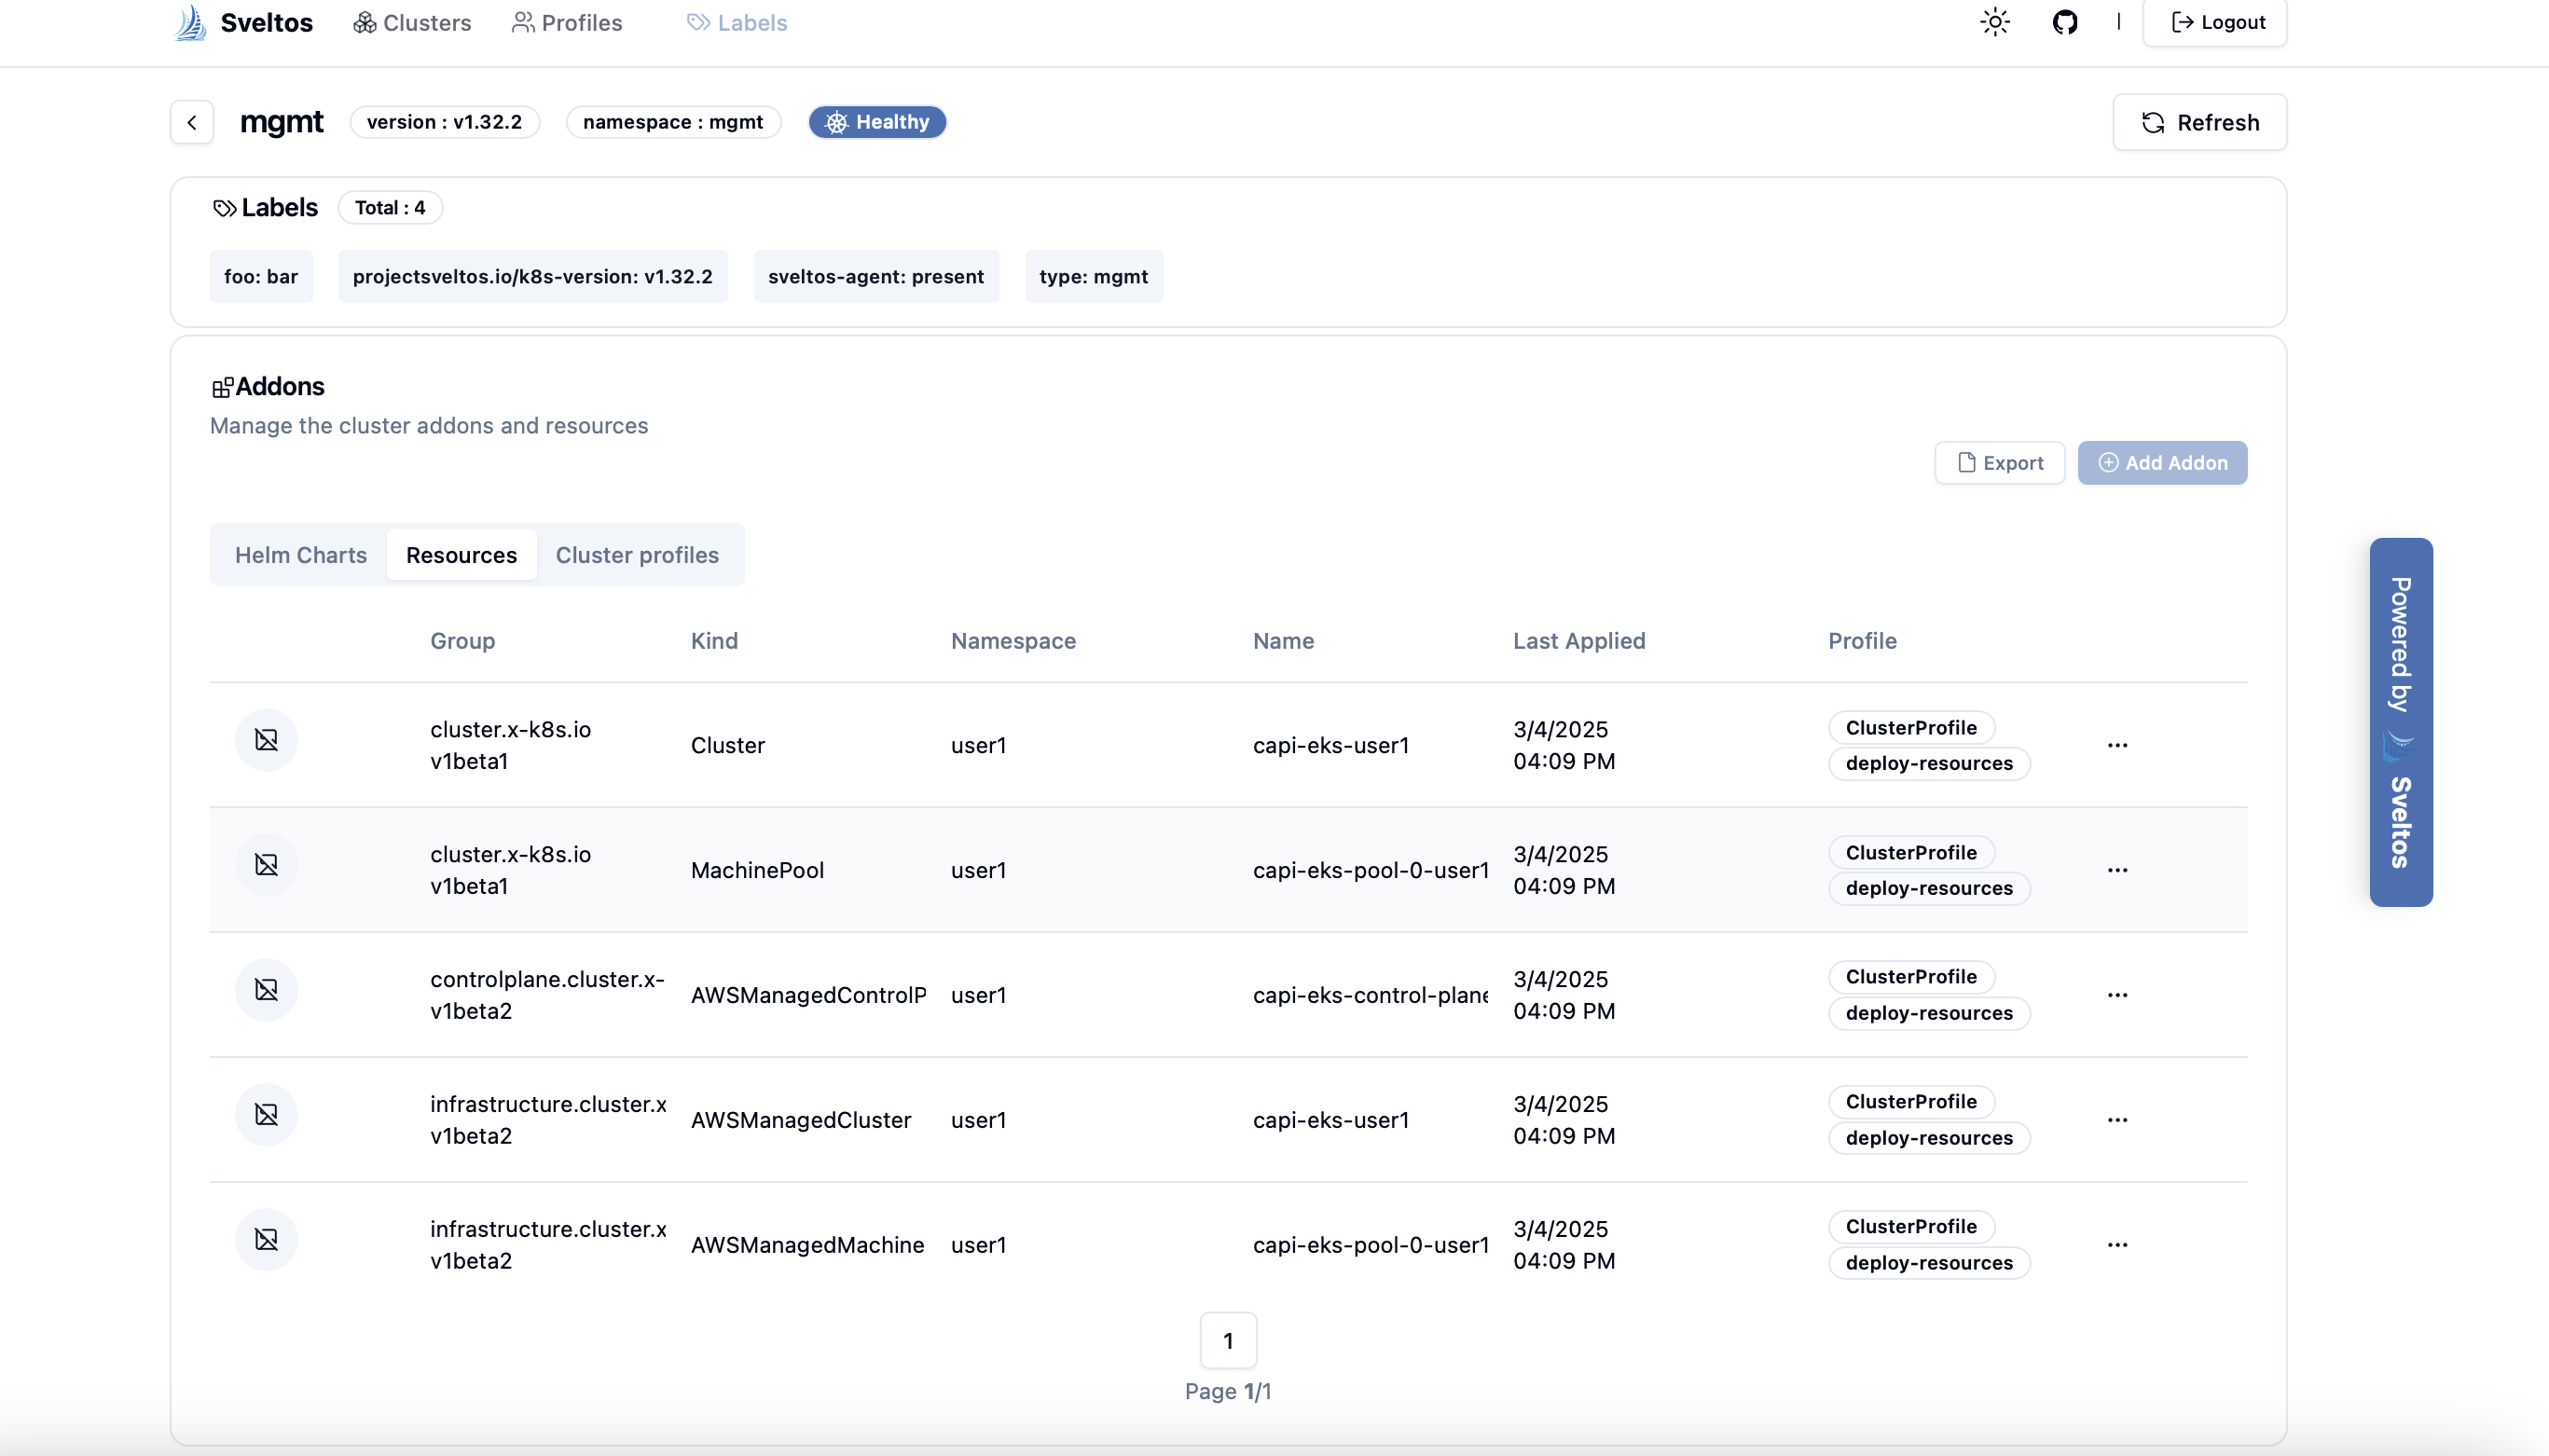 Sveltos Clusters Profiles Labels | Logout
mgmt version : v1.32.2 namespace : mgmt Healthy Refresh
Labels Total : 4
foo: bar projectsveltos.io/k8s-version: v1.32.2 sveltos-agent: present type: mgmt
Addons
Manage the cluster addons and resources
Export Add Addon
Helm Charts Resources Cluster profiles
Group Kind Namespace Name Last Applied Profile
cluster.x-k8s.io
v1beta1
Cluster
user1
capi-eks-user1
3/4/2025
04:09 PM
ClusterProfile
deploy-resources
...
cluster.x-k8s.io
v1beta1
MachinePool
user1
capi-eks-pool-0-user1
3/4/2025
04:09 PM
ClusterProfile
deploy-resources
...
controlplane.cluster.x-
v1beta2
AWSManagedControlP
user1
capi-eks-control-plane
3/4/2025
04:09 PM
ClusterProfile
deploy-resources
...
infrastructure.cluster.x
v1beta2
AWSManagedCluster
user1
capi-eks-user1
3/4/2025
04:09 PM
ClusterProfile
deploy-resources
...
infrastructure.cluster.x
v1beta2
AWSManagedMachine
user1
capi-eks-pool-0-user1
3/4/2025
04:09 PM
ClusterProfile
deploy-resources
...
1
Page 1/1
Powered by Sveltos